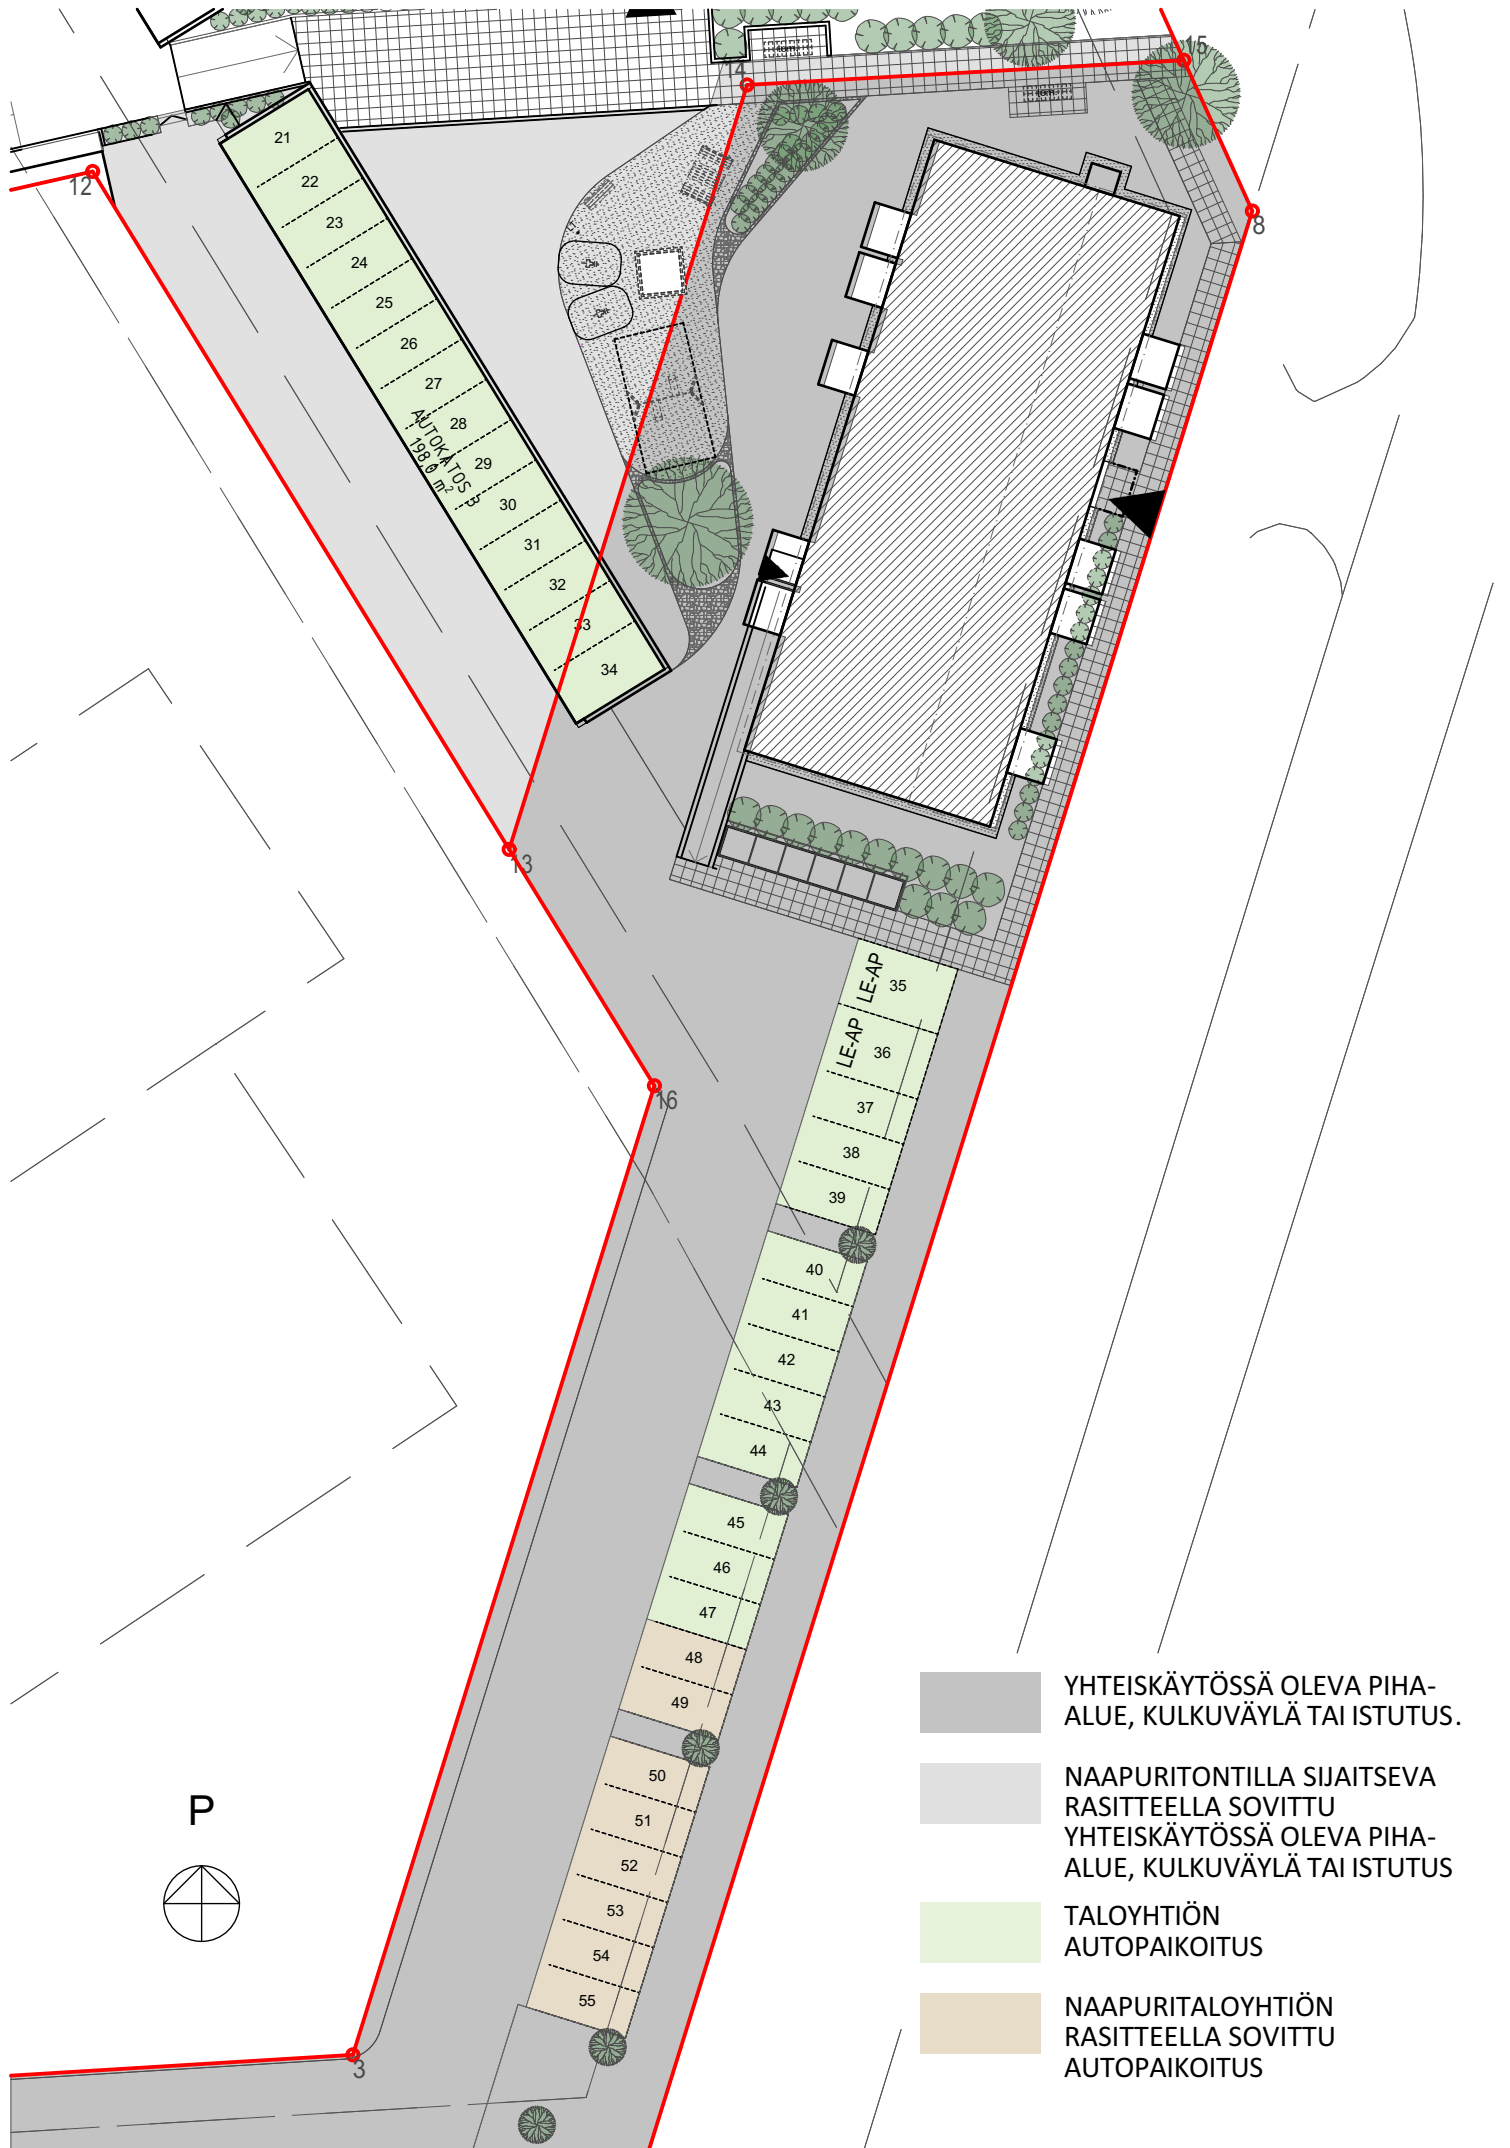 15
14
12
8
21
22
23
24
25
26
27
28
29
30
31
32
33
34
AUTOKATOS 3
198.0 m²
13
16
LE-AP
35
LE-AP
36
37
38
39
40
41
42
43
44
45
46
47
48
49
50
51
52
53
54
55
3
P
YHTEISKÄYTÖSSÄ OLEVA PIHA-
ALUE, KULKUVÄYLÄ TAI ISTUTUS.
NAAPURITONTILLA SIJAITSEVA
RASITTEELLA SOVITTU
YHTEISKÄYTÖSSÄ OLEVA PIHA-
ALUE, KULKUVÄYLÄ TAI ISTUTUS
TALOYHTIÖN
AUTOPAIKOITUS
NAAPURITALOYHTIÖN
RASITTEELLA SOVITTU
AUTOPAIKOITUS